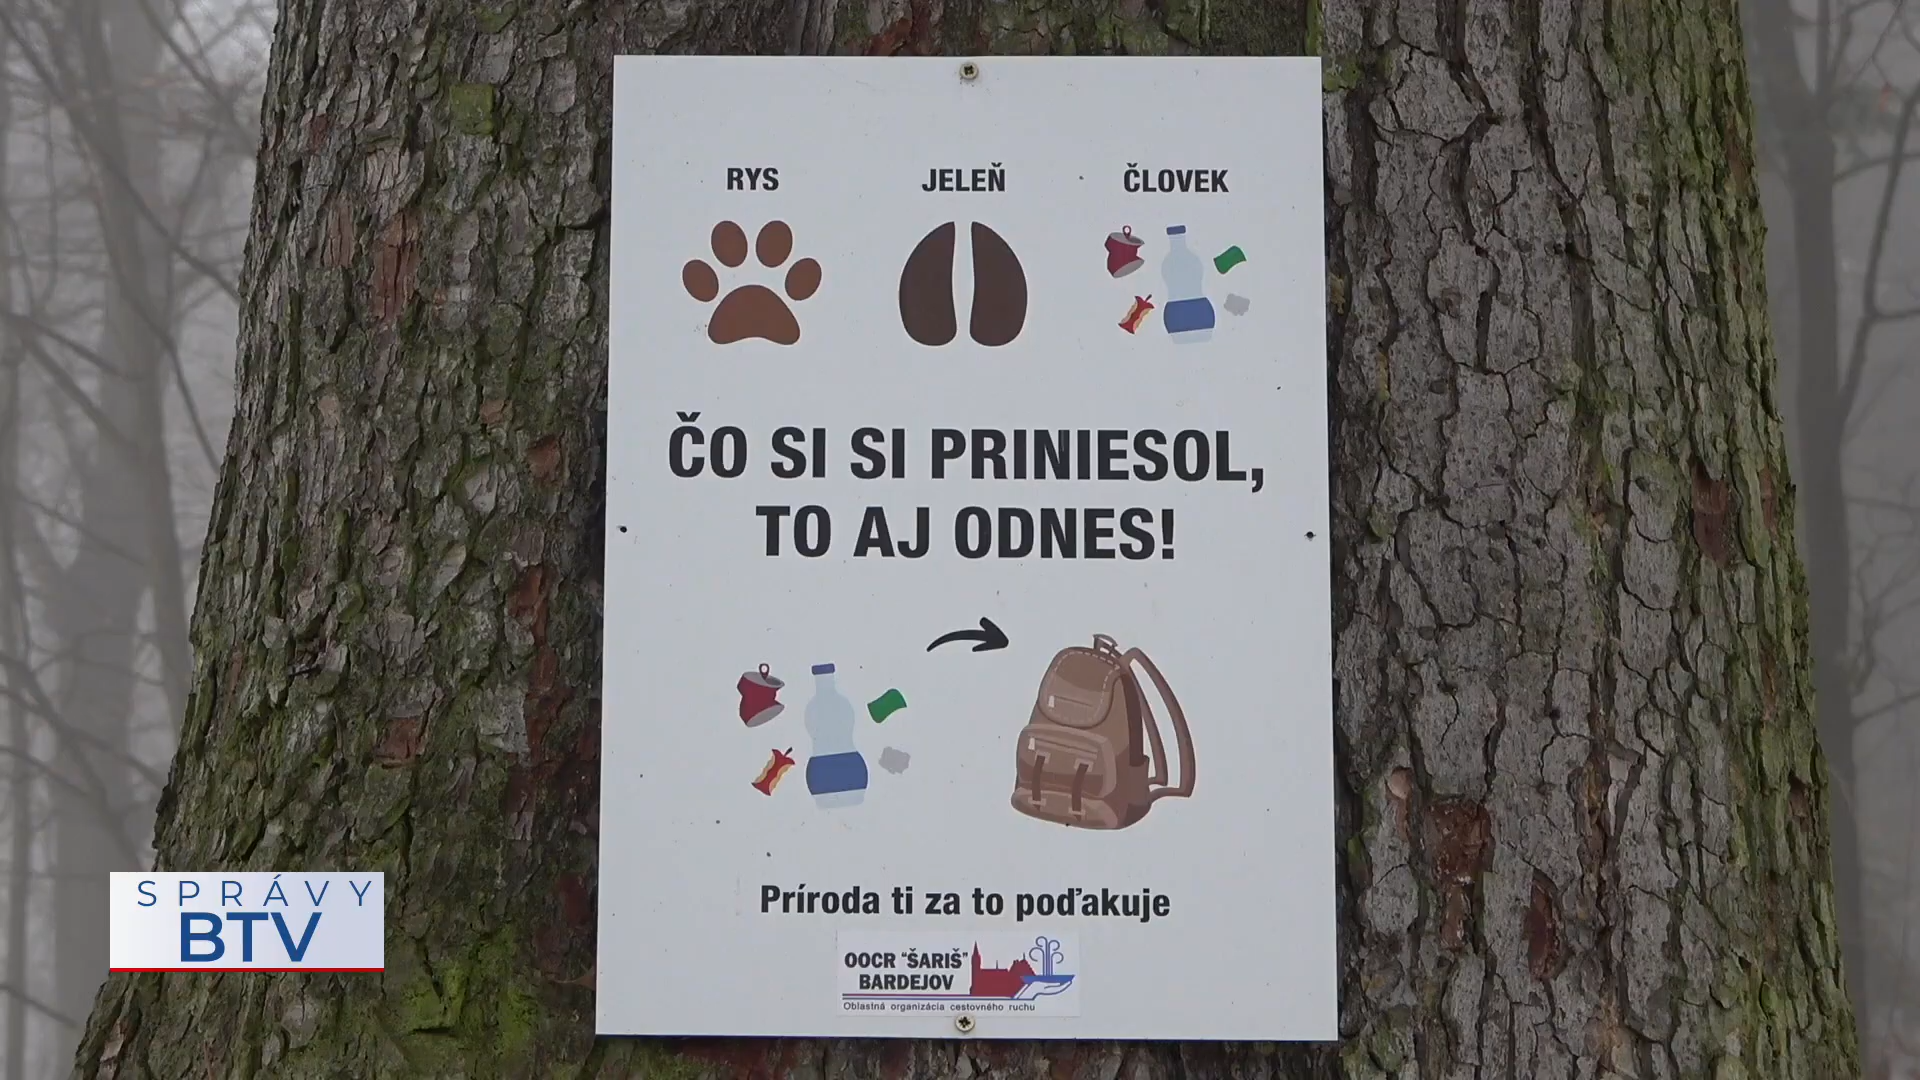 RYS JELEŇ ČLOVEK
ČO SI SI PRINIESOL,
TO AJ ODNES!
Príroda ti za to poďakuje
OOCR "ŠARIŠ"
BARDEJOV
Oblastná organizácia cestovného ruchu
SPRÁVY
BTV